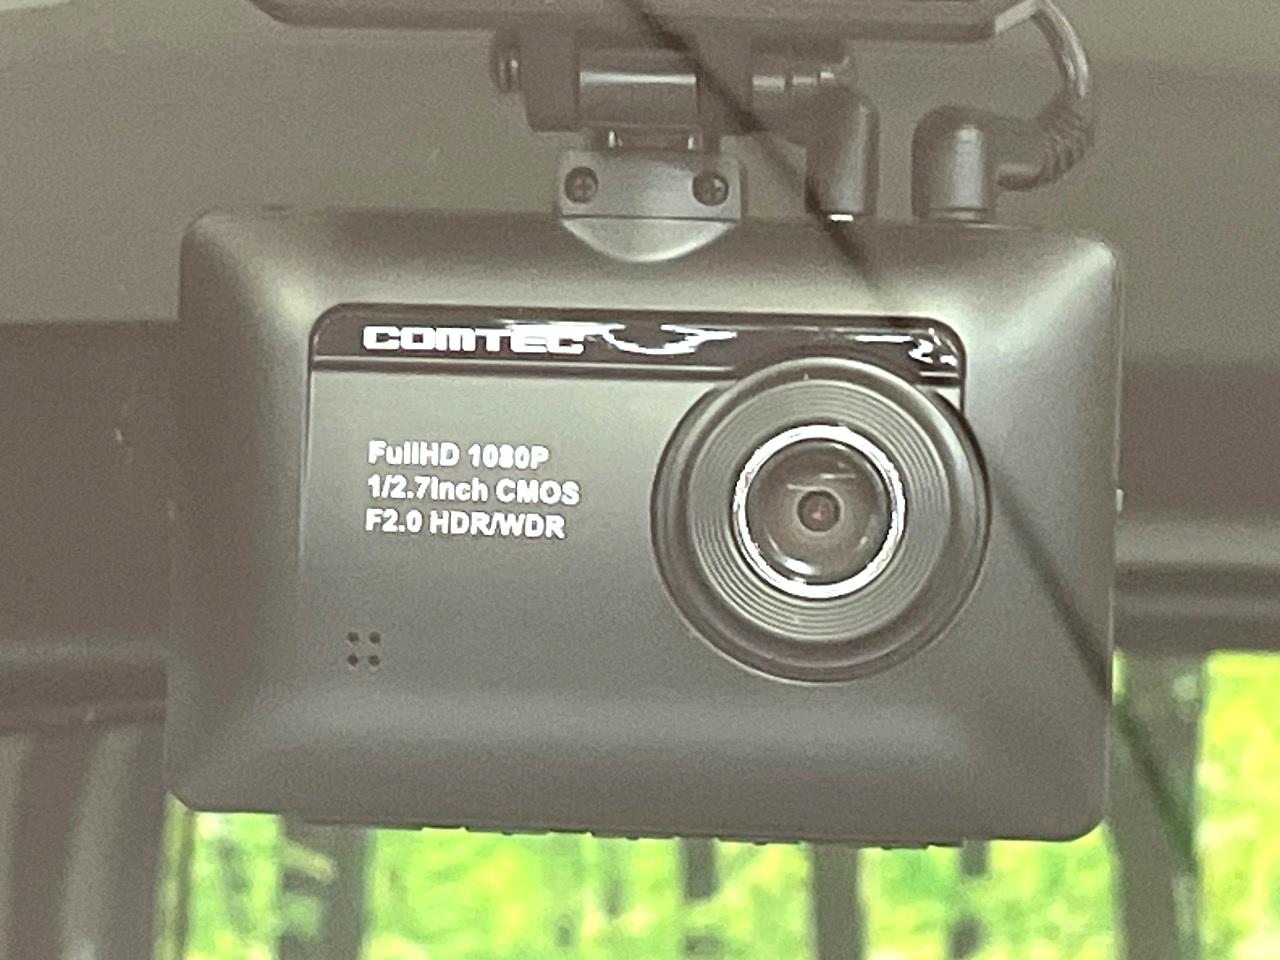 COMTEC
FullHD 1080P
1/2.7inch CMOS
F2.0 HDR/WDR